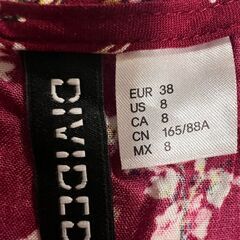 DIVIDED
EUR 38
US 8
CA 8
CN 165/88A
MX 8